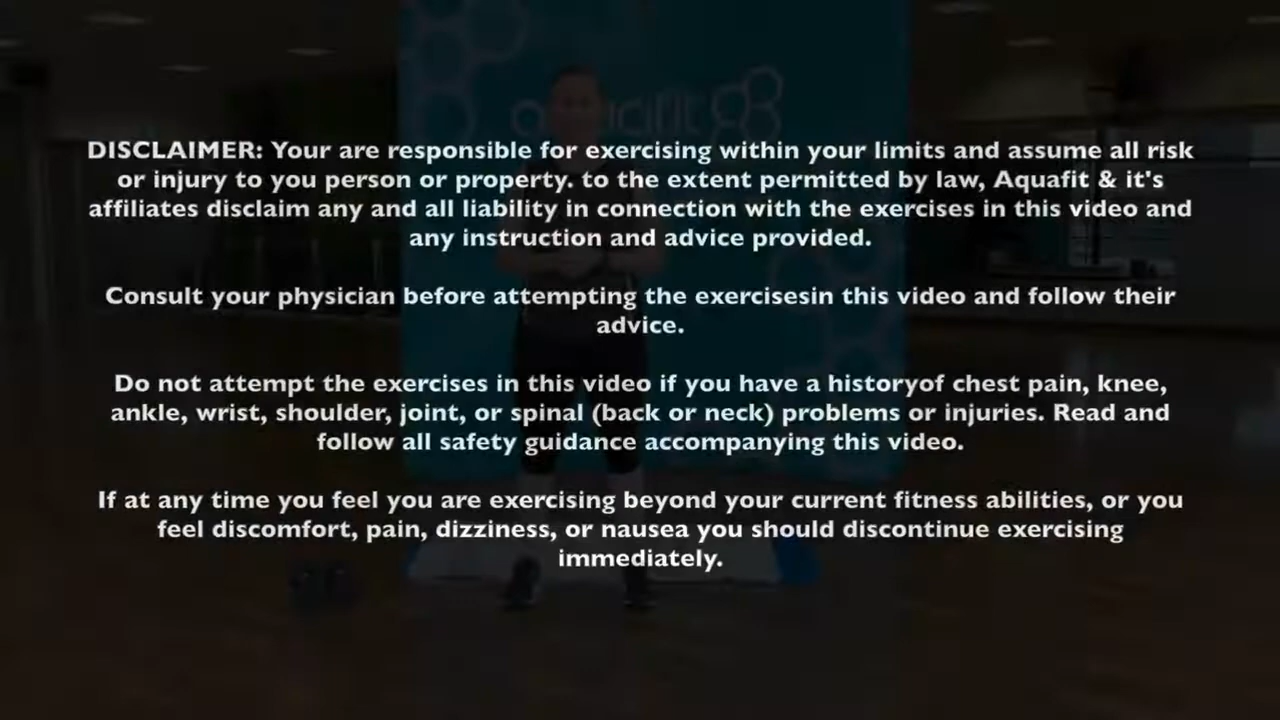 aquafit
DISCLAIMER: Your are responsible for exercising within your limits and assume all risk
or injury to you person or property. to the extent permitted by law, Aquafit & it's
affiliates disclaim any and all liability in connection with the exercises in this video and
any instruction and advice provided.
Consult your physician before attempting the exercisesin this video and follow their
advice.
Do not attempt the exercises in this video if you have a historyof chest pain, knee,
ankle, wrist, shoulder, joint, or spinal (back or neck) problems or injuries. Read and
follow all safety guidance accompanying this video.
If at any time you feel you are exercising beyond your current fitness abilities, or you
feel discomfort, pain, dizziness, or nausea you should discontinue exercising
immediately.